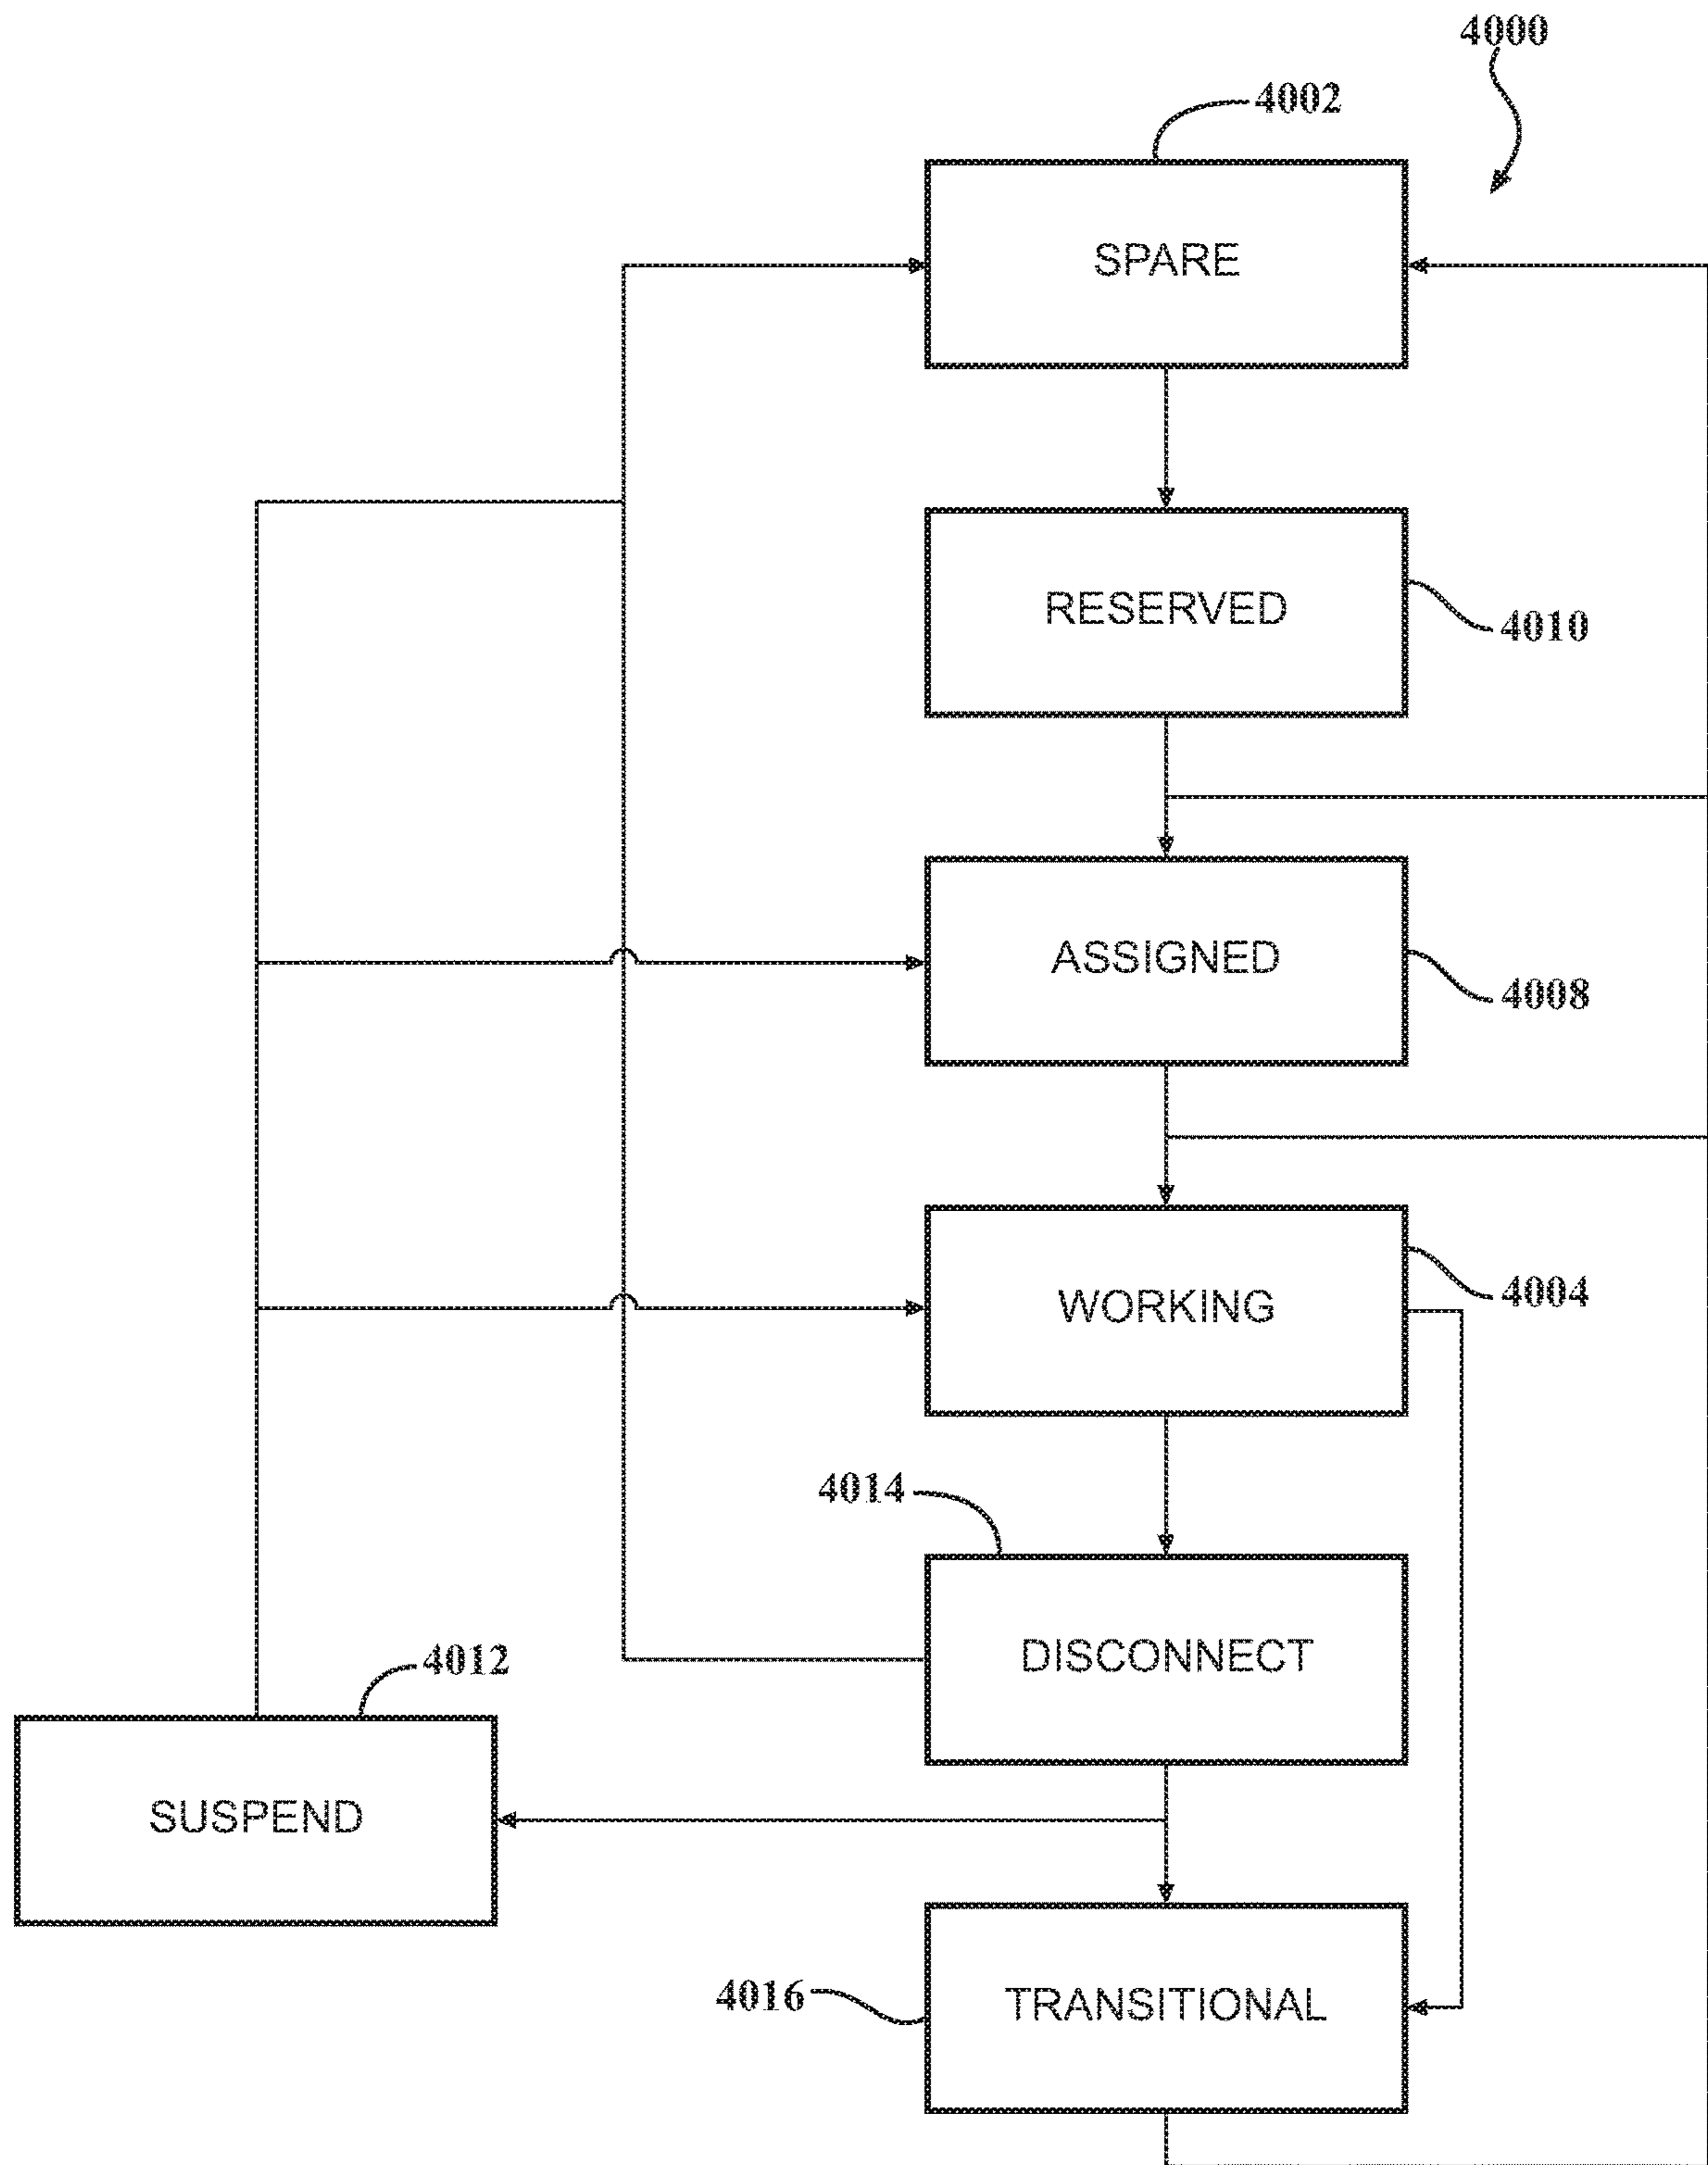 4000
4002
SPARE
RESERVED
4010
ASSIGNED
4008
WORKING
4004
4014
DISCONNECT
4012
SUSPEND
4016
TRANSITIONAL